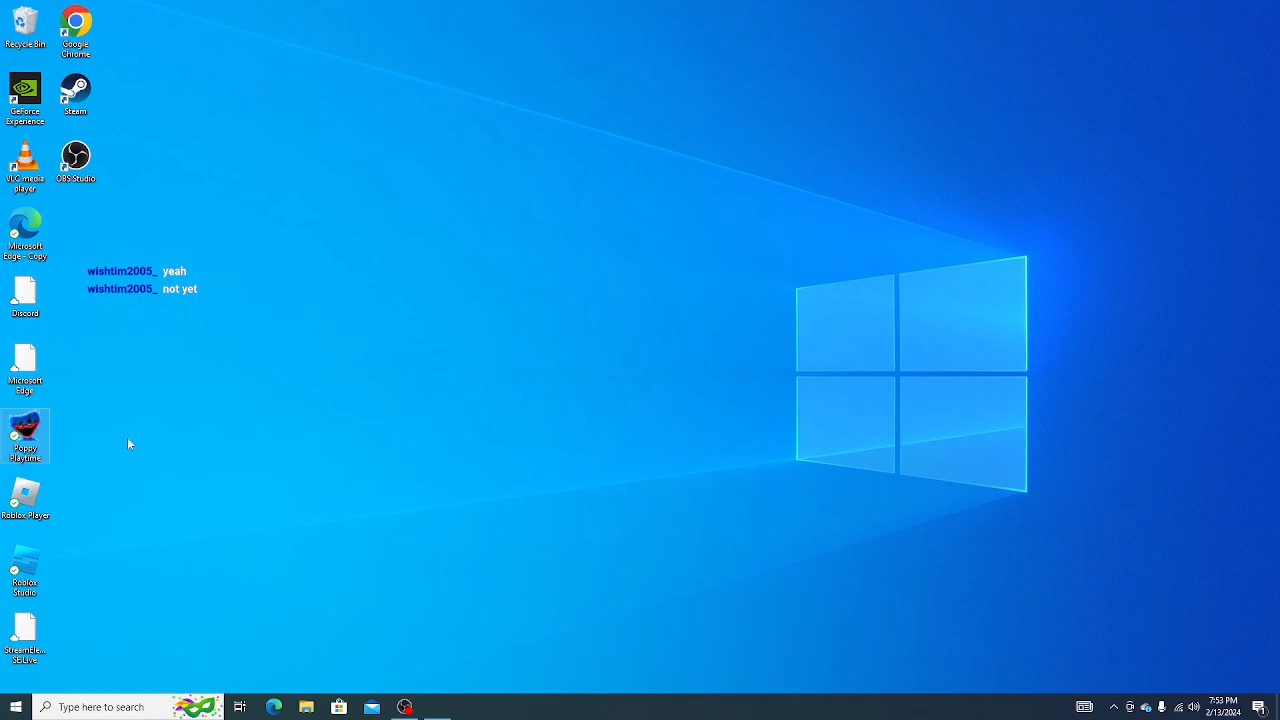 Recycle Bin
Google
Chrome
GeForce
Experience
Steam
VLC media
player
OBS Studio
Microsoft
Edge - Copy
wishtim2005_ yeah
wishtim2005_ not yet
Discord
Microsoft
Edge
Poppy
Playtime
Roblox Player
Roblox
Studio
StreamEle...
SE.Live
Type here to search
7:53 PM
2/13/2024